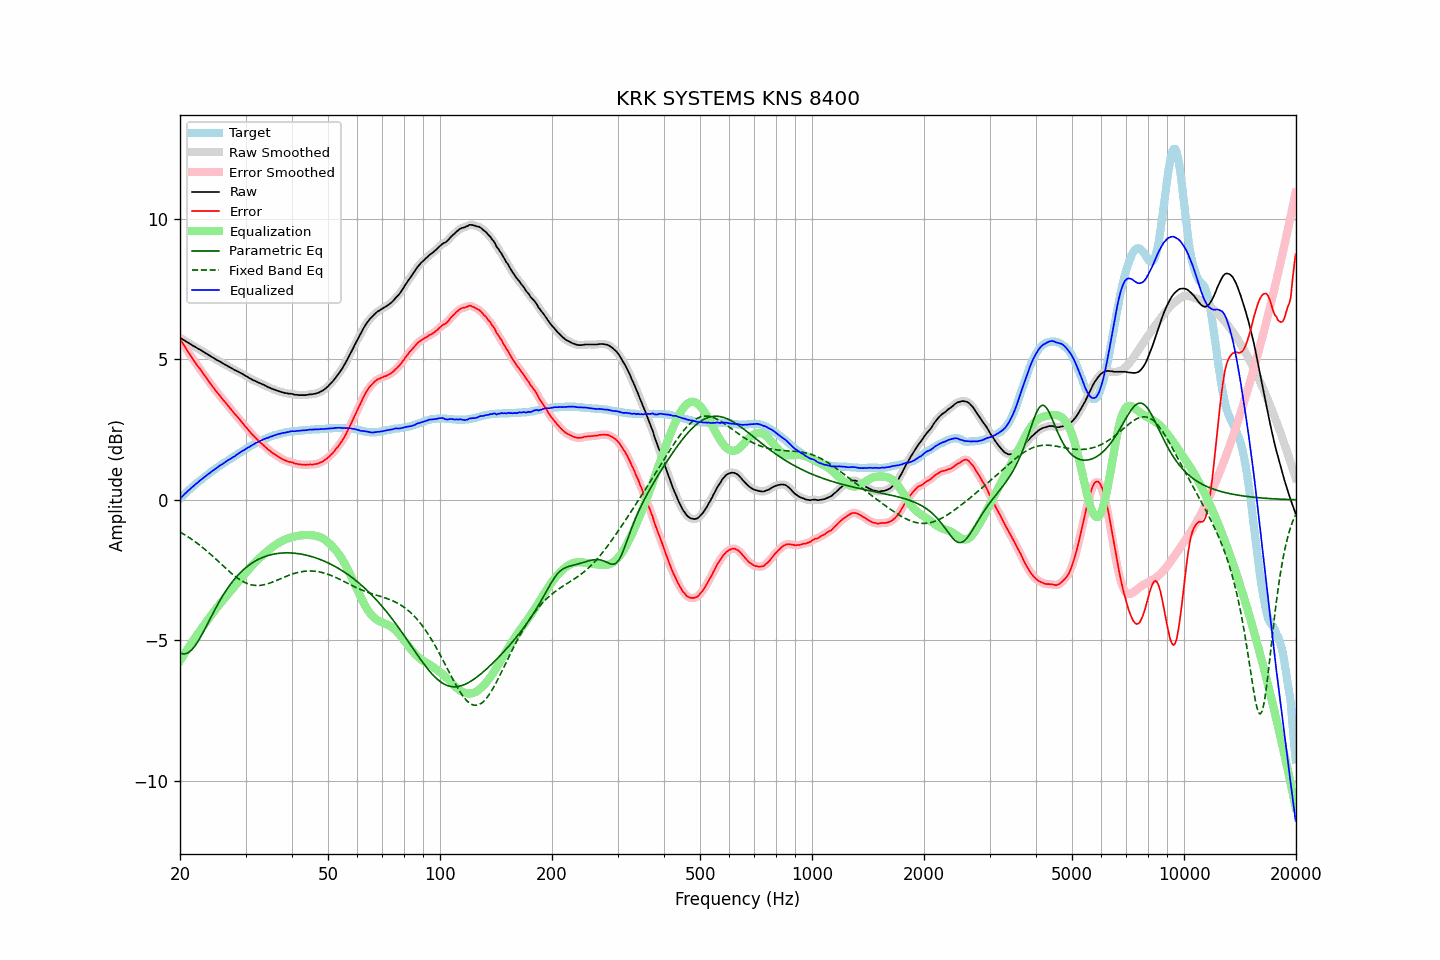 KRK SYSTEMS KNS 8400
Target
Raw Smoothed
Error Smoothed
Raw
Error
Equalization
Parametric Eq
Fixed Band Eq
Equalized
10
5
0
−5
−10
Amplitude (dBr)
20 50 100 200 500 1000 2000 5000 10000 20000
Frequency (Hz)